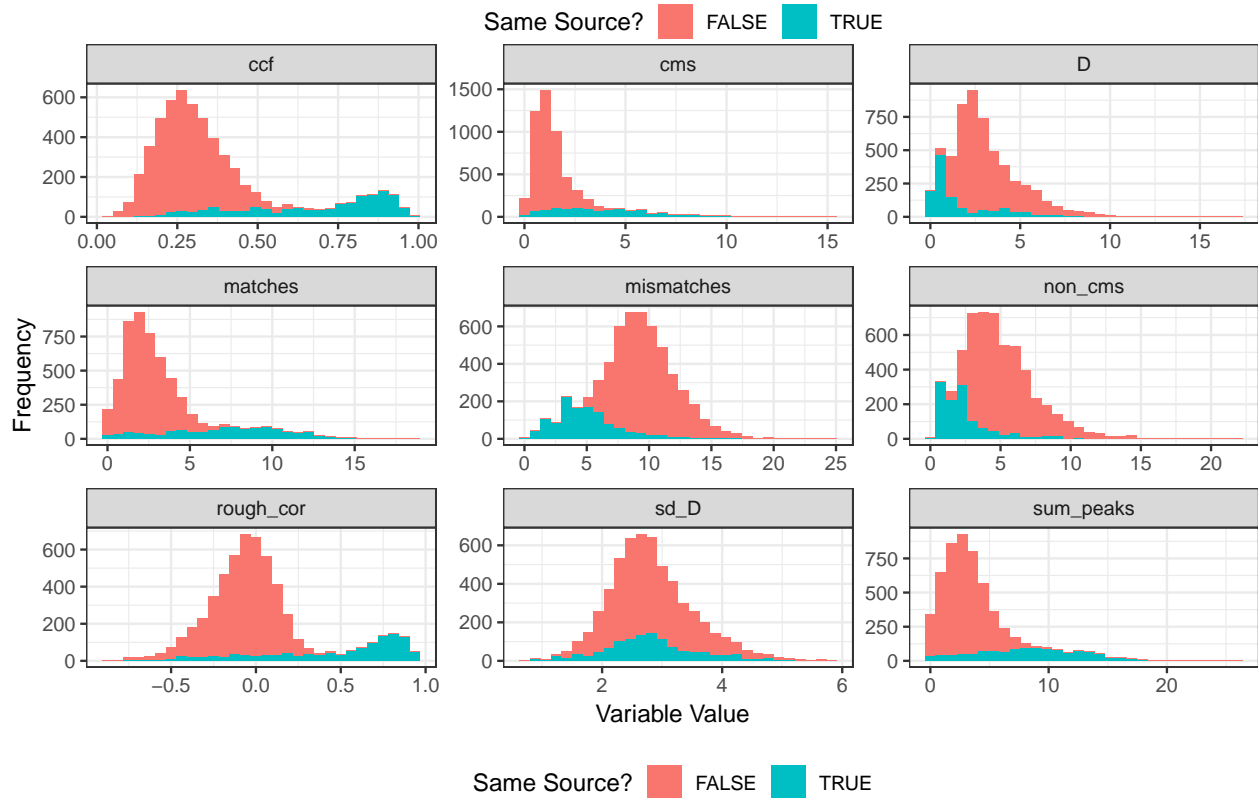 Same Source? FALSE TRUE
ccf cms D
600
400
200
0
0.00 0.25 0.50 0.75 1.00
1500
1000
500
0
0 5 10 15
750
500
250
0
0 5 10 15
matches mismatches non_cms
750
500
250
0
0 5 10 15
600
400
200
0
0 5 10 15 20 25
600
400
200
0
0 5 10 15 20
rough_cor sd_D sum_peaks
600
400
200
0
−0.5 0.0 0.5 1.0
600
400
200
0
2 4 6
750
500
250
0
0 10 20
Frequency
Variable Value
Same Source? FALSE TRUE